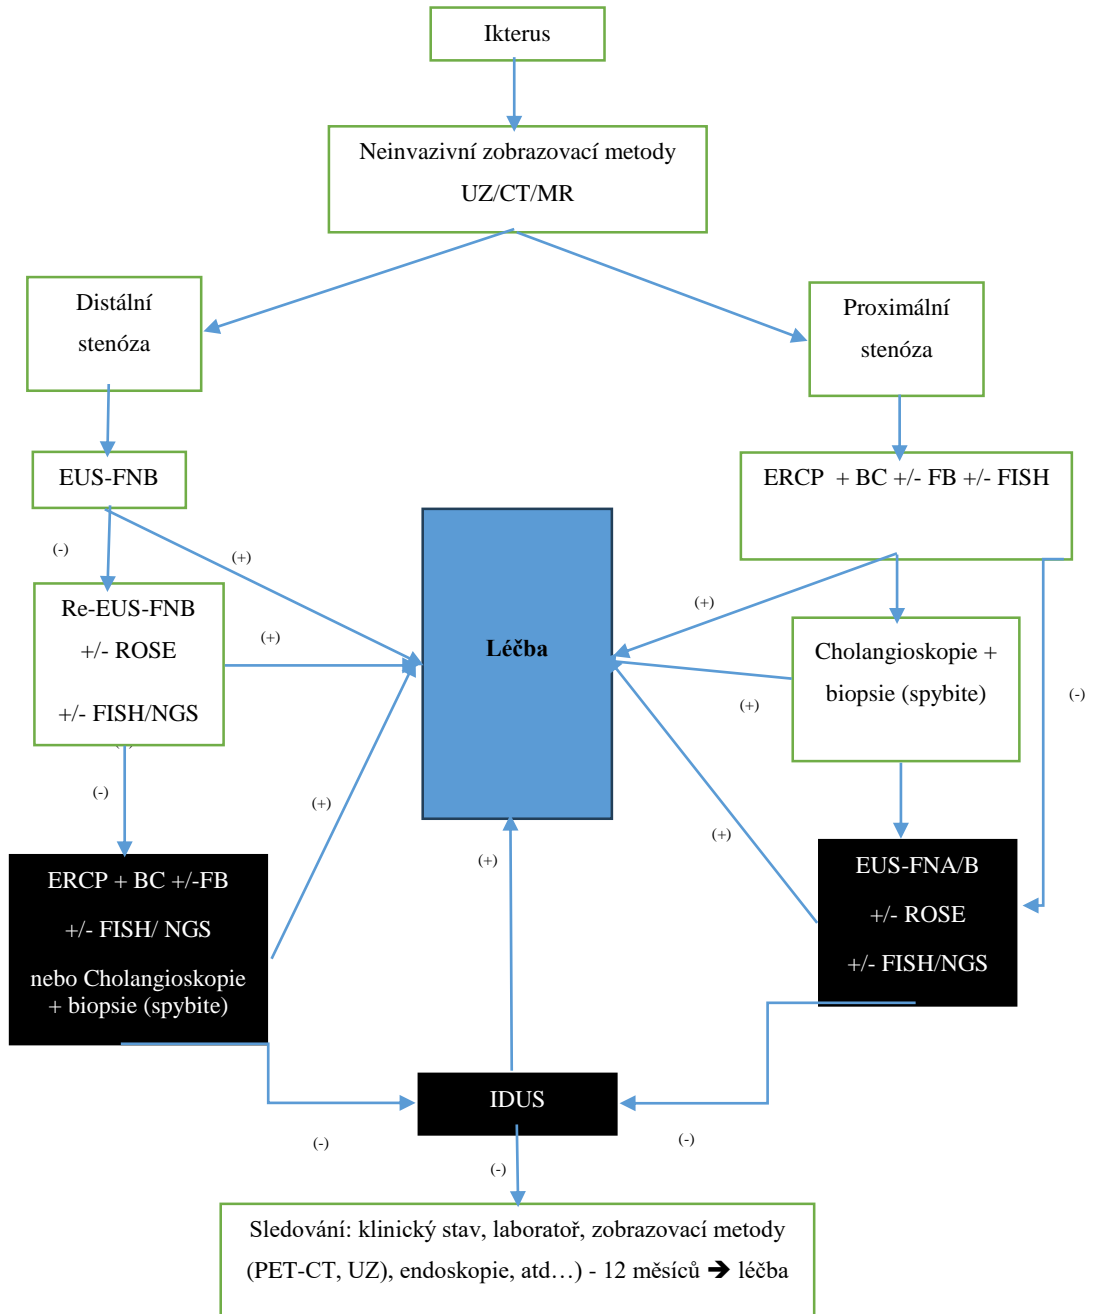 Ikterus
Neinvazivní zobrazovací metody
UZ/CT/MR
Distální
stenóza
Proximální
stenóza
EUS-FNB
ERCP + BC +/- FB +/- FISH
(-)
(+)
(+)
Re-EUS-FNB
+/- ROSE
+/- FISH/NGS
(+)
Léčba
Cholangioskopie +
biopsie (spybite)
(+)
(-)
(-)
(+)
(+)
(+)
ERCP + BC +/-FB
+/- FISH/ NGS
nebo Cholangioskopie
+ biopsie (spybite)
EUS-FNA/B
+/- ROSE
+/- FISH/NGS
IDUS
(-)
(-)
(-)
Sledování: klinický stav, laboratoř, zobrazovací metody
(PET-CT, UZ), endoskopie, atd…) - 12 měsíců ➔ léčba